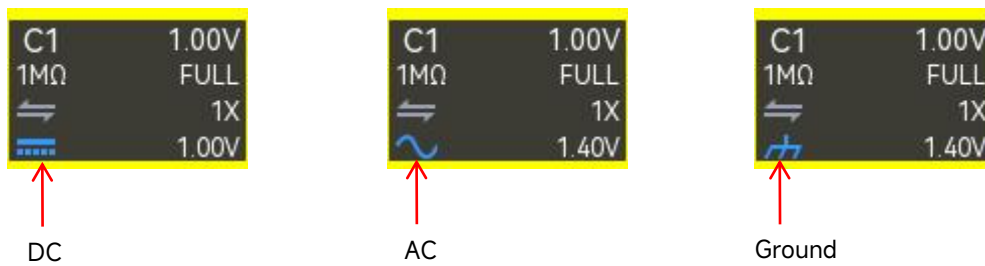 C1 1.00V
1MΩ FULL
1X
1.00V
DC
C1 1.00V
1MΩ FULL
1X
1.40V
AC
C1 1.00V
1MΩ FULL
1X
1.40V
Ground